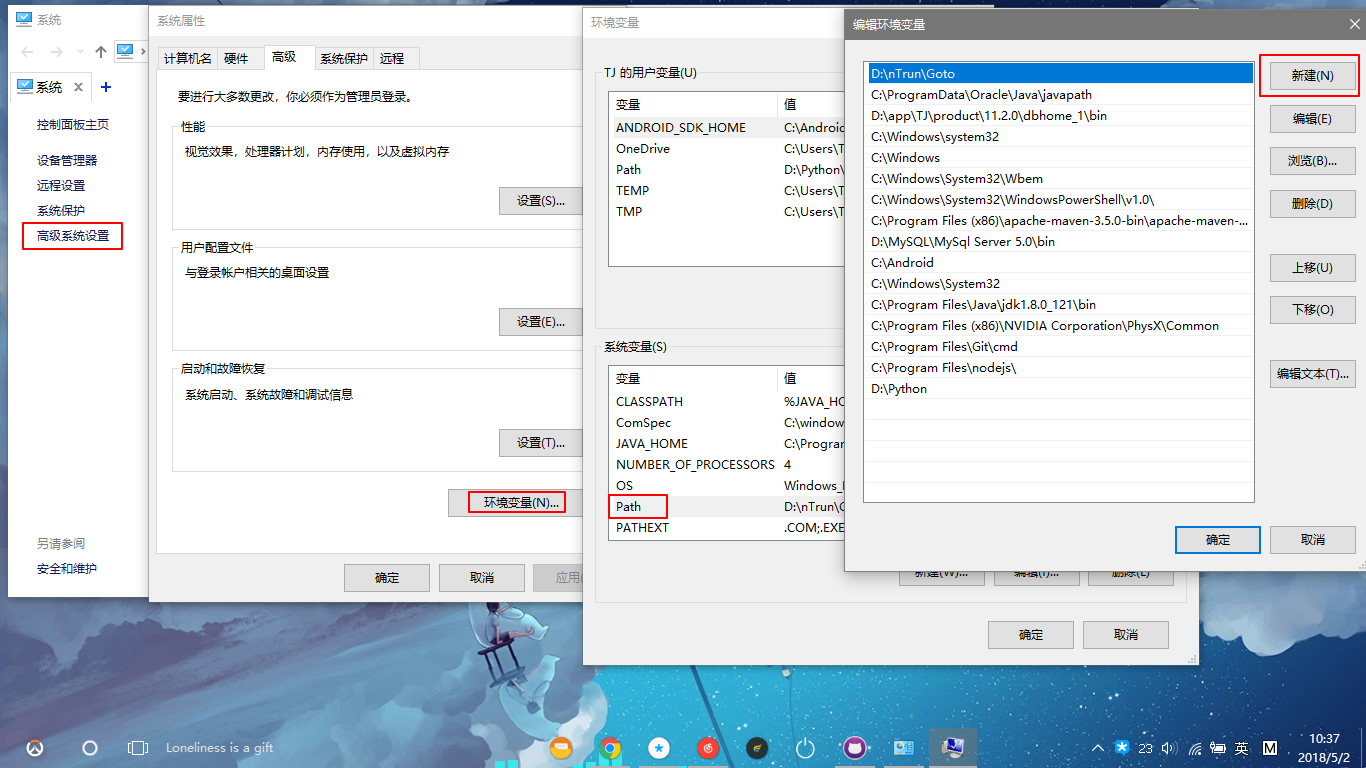 系统
系统
控制面板主页
设备管理器
远程设置
系统保护
高级系统设置
另请参阅
安全和维护
系统属性
计算机名
硬件
高级
系统保护
远程
要进行大多数更改，你必须作为管理员登录。
性能
视觉效果，处理器计划，内存使用，以及虚拟内存
设置(S)...
用户配置文件
与登录帐户相关的桌面设置
设置(E)...
启动和故障恢复
系统启动、系统故障和调试信息
设置(T)...
环境变量(N)...
确定
取消
环境变量
TJ 的用户变量(U)
变量 值
ANDROID_SDK_HOME C:\Android
OneDrive C:\Users\T
Path D:\Python\
TEMP C:\Users\T
TMP C:\Users\T
系统变量(S)
变量 值
CLASSPATH %JAVA_HO
ComSpec C:\window
JAVA_HOME C:\Program
NUMBER_OF_PROCESSORS 4
OS Windows_
Path D:\nTrun\G
PATHEXT .COM;.EXE
新建(W)...
编辑(I)...
删除(L)
确定
取消
编辑环境变量
D:\nTrun\Goto
C:\ProgramData\Oracle\Java\javapath
D:\app\TJ\product\11.2.0\dbhome_1\bin
C:\Windows\system32
C:\Windows
C:\Windows\System32\Wbem
C:\Windows\System32\WindowsPowerShell\v1.0\
C:\Program Files (x86)\apache-maven-3.5.0-bin\apache-maven-...
D:\MySQL\MySql Server 5.0\bin
C:\Android
C:\Windows\System32
C:\Program Files\Java\jdk1.8.0_121\bin
C:\Program Files (x86)\NVIDIA Corporation\PhysX\Common
C:\Program Files\Git\cmd
C:\Program Files\nodejs\
D:\Python
新建(N)
编辑(E)
浏览(B)...
删除(D)
上移(U)
下移(O)
编辑文本(T)...
确定
取消
Loneliness is a gift
23
英
M
10:37
2018/5/2